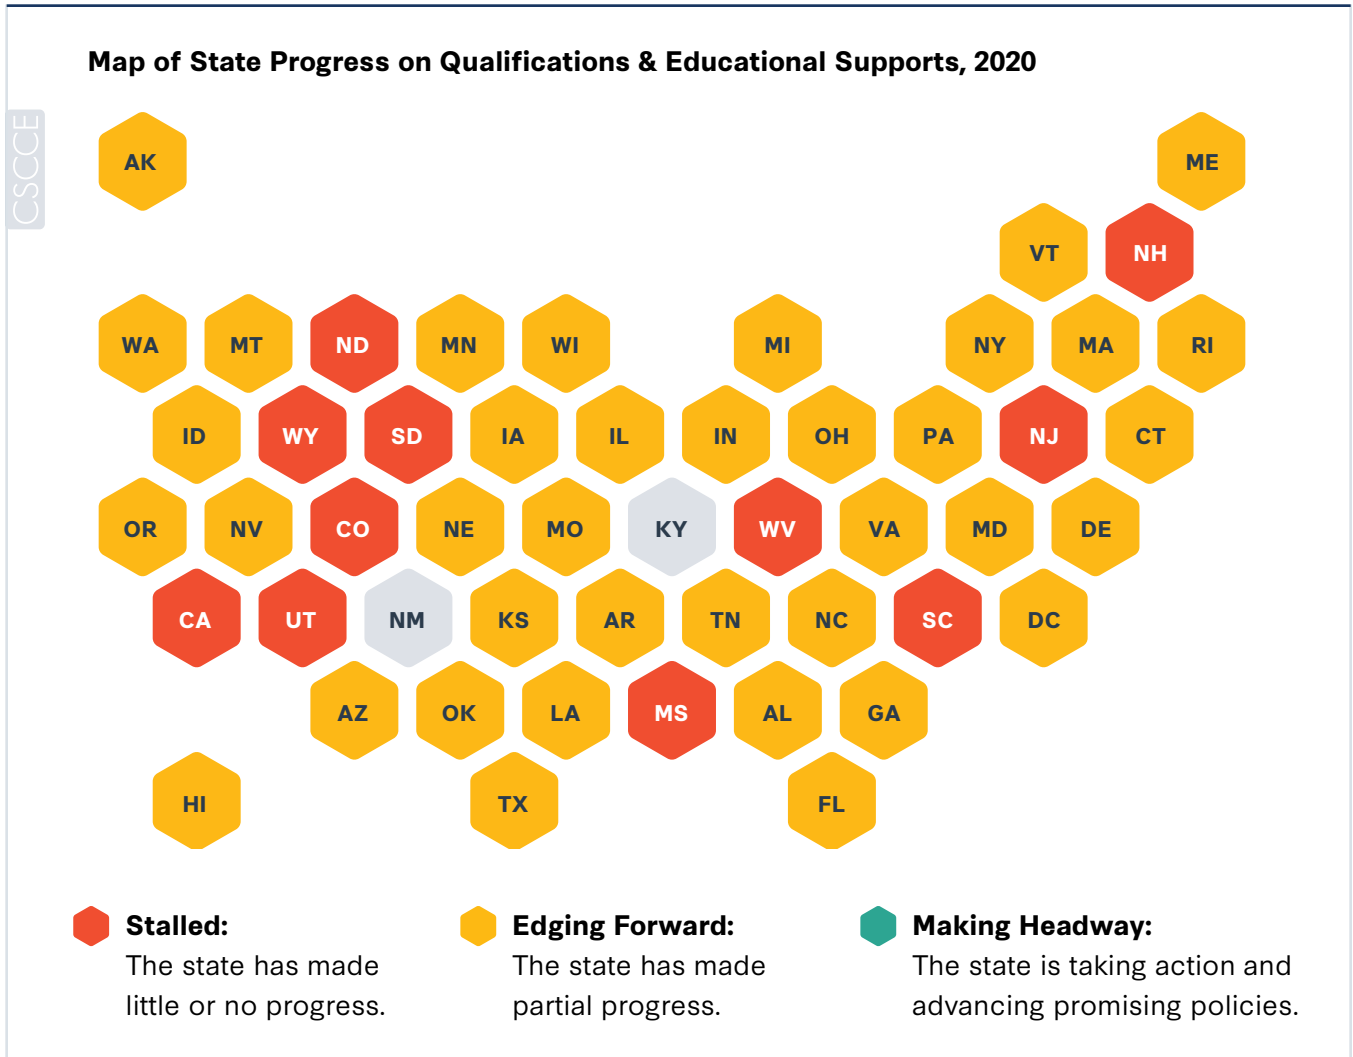 Map of State Progress on Qualifications & Educational Supports, 2020
CSCCE
AK ME
VT NH
WA MT ND MN WI MI NY MA RI
ID WY SD IA IL IN OH PA NJ CT
OR NV CO NE MO KY WV VA MD DE
CA UT NM KS AR TN NC SC DC
AZ OK LA MS AL GA
HI TX FL
Stalled:
The state has made
little or no progress.
Edging Forward:
The state has made
partial progress.
Making Headway:
The state is taking action and
advancing promising policies.